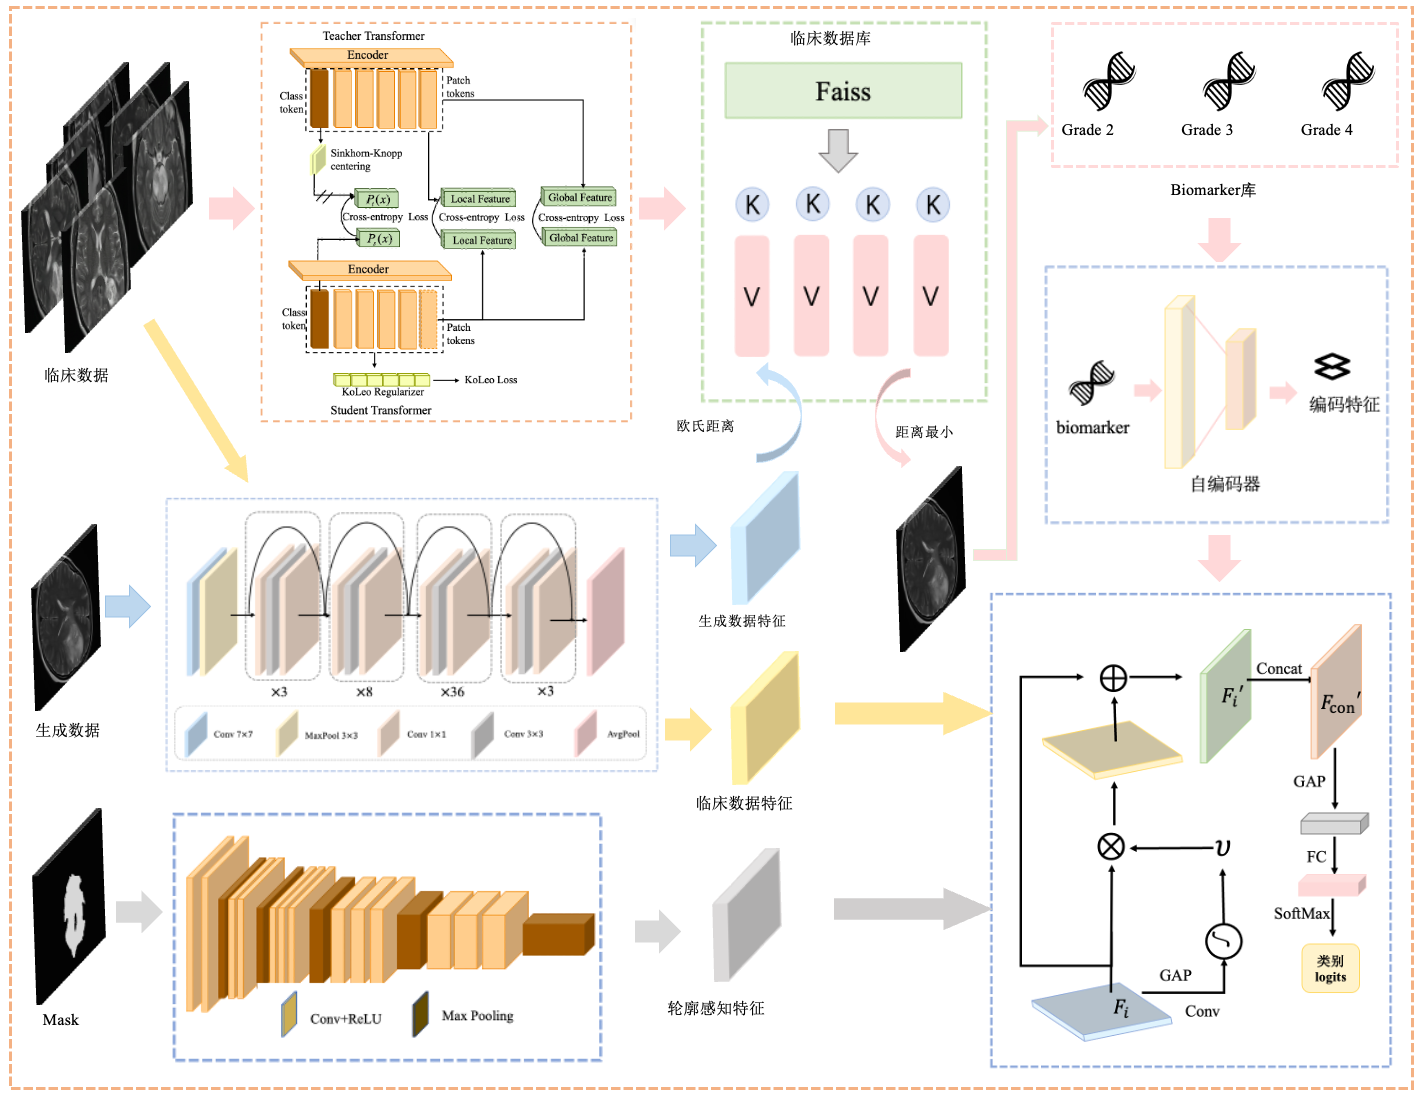 Teacher Transformer
Encoder
Class
token
Patch
tokens
Sinkhorn-Knopp
centering
Pt(x)
Local Feature
Global Feature
Cross-entropy Loss
Cross-entropy Loss
Cross-entropy Loss
Ps(x)
Local Feature
Global Feature
Encoder
Class
token
Patch
tokens
KoLeo Loss
KoLeo Regularizer
Student Transformer
临床数据
临床数据库
Faiss
K
K
K
K
V
V
V
V
欧氏距离
距离最小
Grade 2
Grade 3
Grade 4
Biomarker库
biomarker
编码特征
自编码器
生成数据
×3
×8
×36
×3
Conv 7×7
MaxPool 3×3
Conv 1×1
Conv 3×3
AvgPool
生成数据特征
临床数据特征
Mask
Conv+ReLU
Max Pooling
轮廓感知特征
Fi′
Concat
Fcon′
GAP
FC
SoftMax
类别
logits
υ
GAP
Conv
Fi